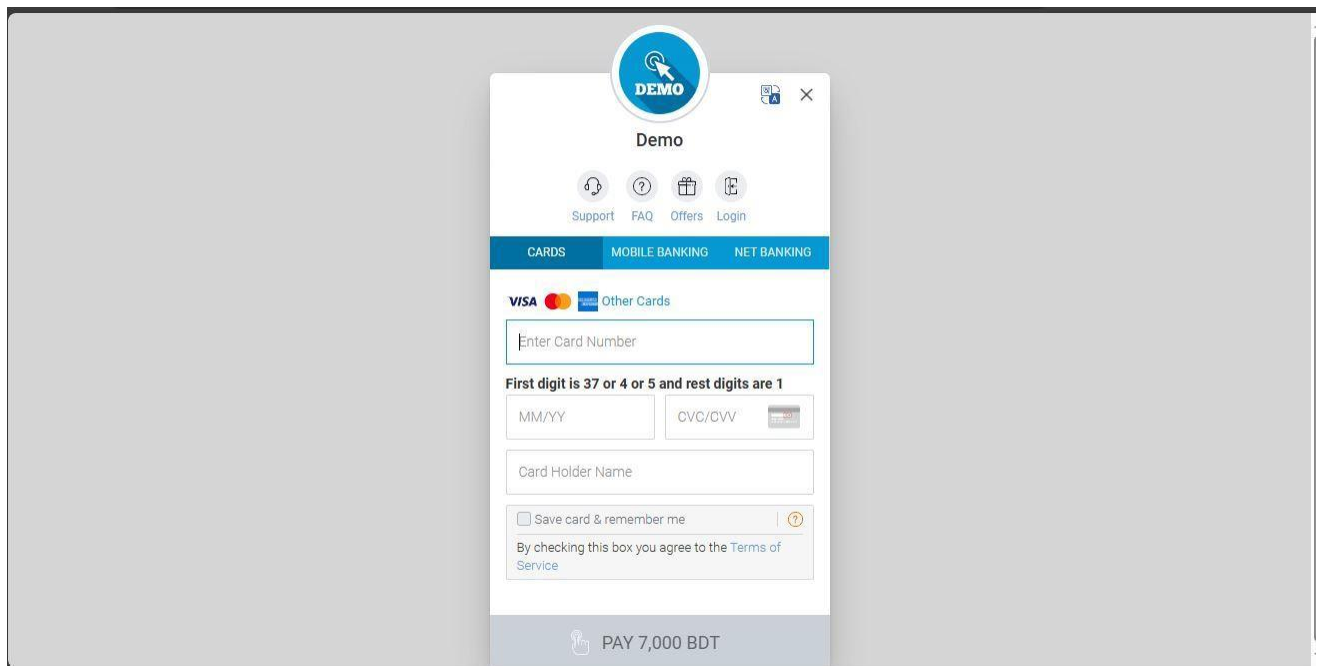 DEMO
Demo
Support FAQ Offers Login
CARDS MOBILE BANKING NET BANKING
VISA Other Cards
Enter Card Number
First digit is 37 or 4 or 5 and rest digits are 1
MM/YY CVC/CVV
Card Holder Name
Save card & remember me ?
By checking this box you agree to the Terms of
Service
PAY 7,000 BDT